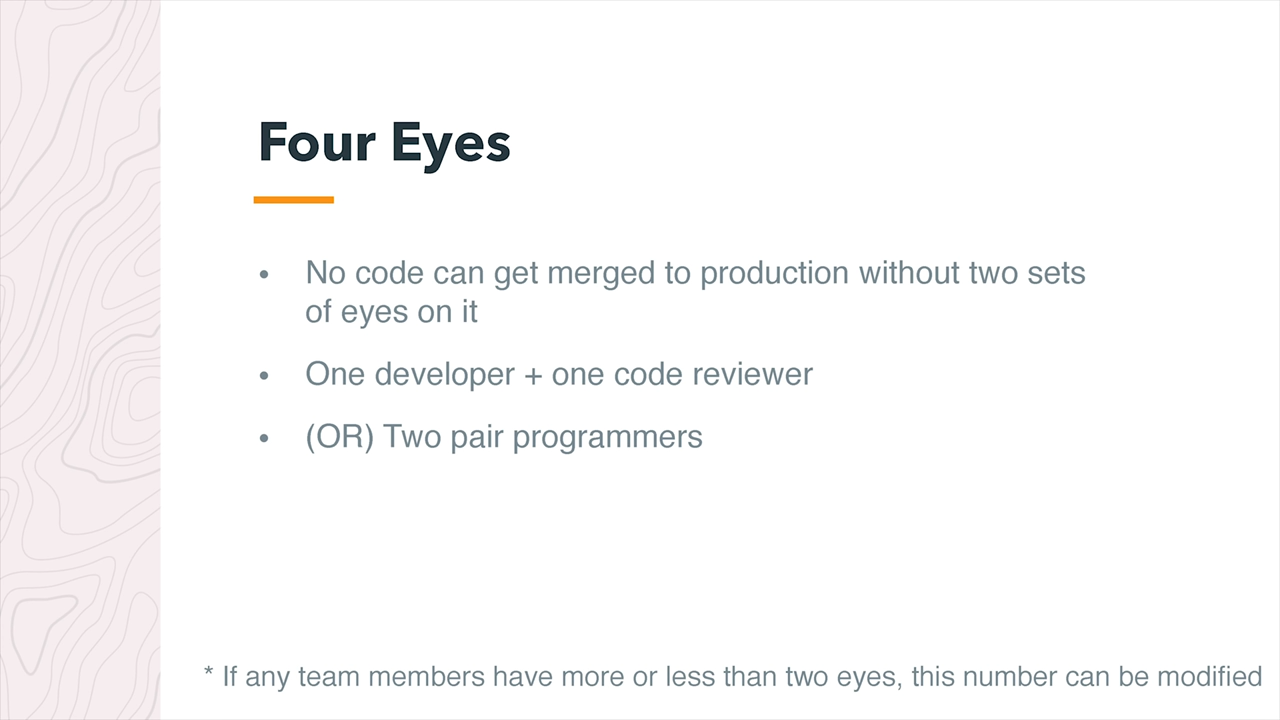 Four Eyes
• No code can get merged to production without two sets
of eyes on it
• One developer + one code reviewer
• (OR) Two pair programmers
* If any team members have more or less than two eyes, this number can be modified